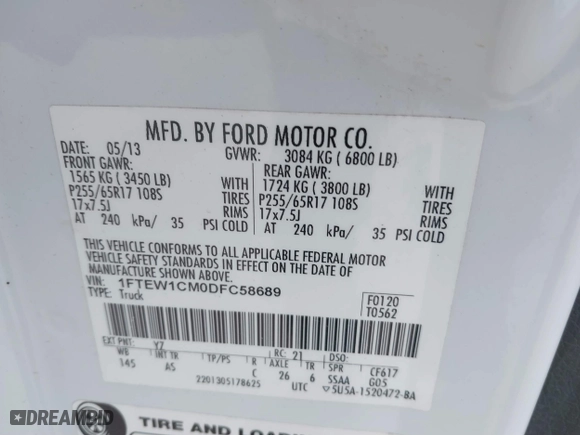 MFD. BY FORD MOTOR CO.
DATE: 05/13 GVWR: 3084 KG ( 6800 LB)
FRONT GAWR: REAR GAWR:
1565 KG ( 3450 LB) WITH 1724 KG ( 3800 LB) WITH
P255/65R17 108S TIRES P255/65R17 108S TIRES
17x7.5J RIMS 17x7.5J RIMS
AT 240 kPa/ 35 PSI COLD AT 240 kPa/ 35 PSI COLD
THIS VEHICLE CONFORMS TO ALL APPLICABLE FEDERAL MOTOR
VEHICLE SAFETY STANDARDS IN EFFECT ON THE DATE OF
MANUFACTURE SHOWN ABOVE.
VIN: 1FTEW1CM0DFC58689 F0120
TYPE: Truck T0562
EXT PNT: YZ RC: 21 DSO:
WB INT TR TP/PS R AXLE TR SPR CF617
145 AS C 26 6 SSAA G05
2201305178625 UTC ▽5U5A-1520472-BA
TIRE AND LOADIN
STAT.VIN